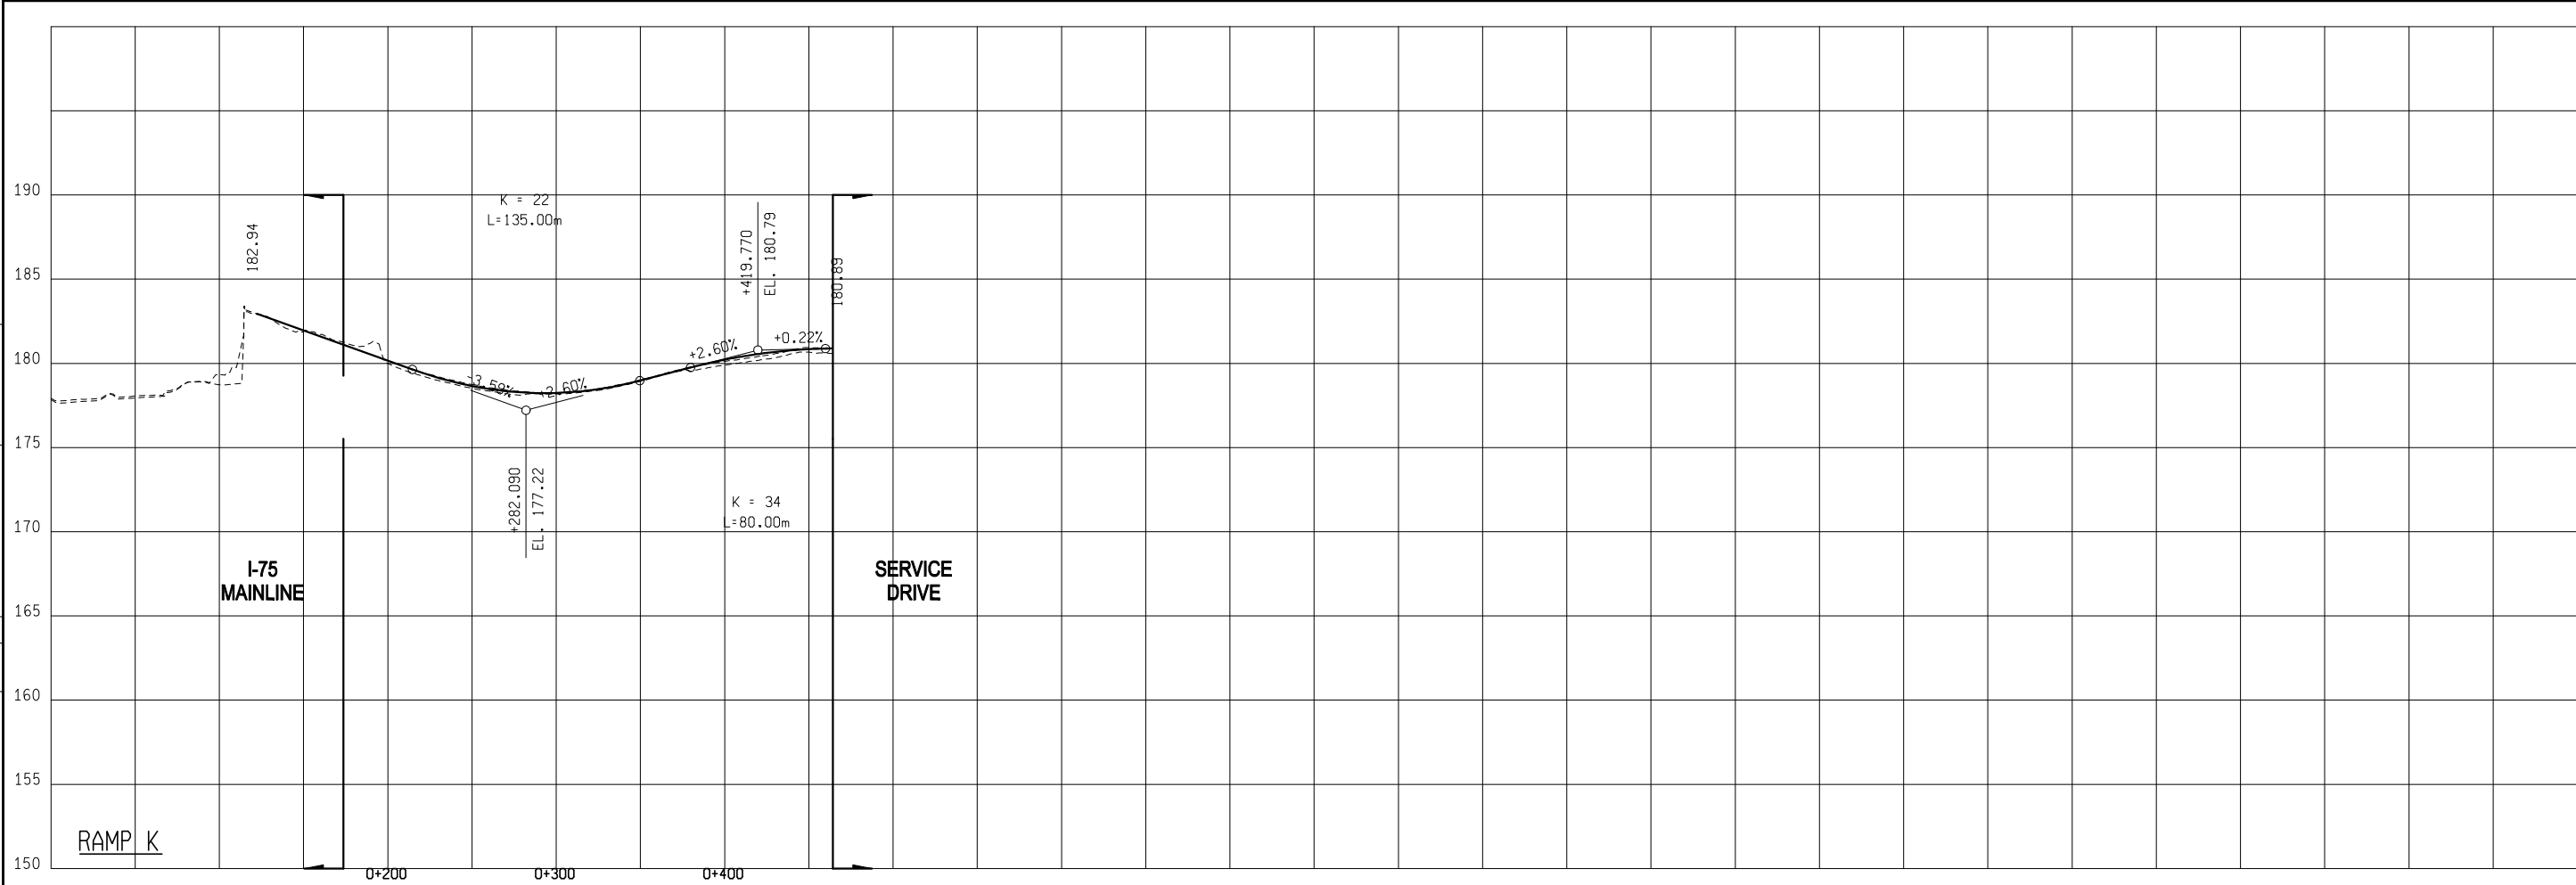 190
K = 22
L=135.00m
182.94
+419.770
EL. 180.79
180.89
185
180
+0.22%
+2.60%
-3.59%
+2.60%
175
+282.090
EL. 177.22
K = 34
L=80.00m
170
I-75
MAINLINE
SERVICE
DRIVE
165
160
155
RAMP K
150
0+200
0+300
0+400